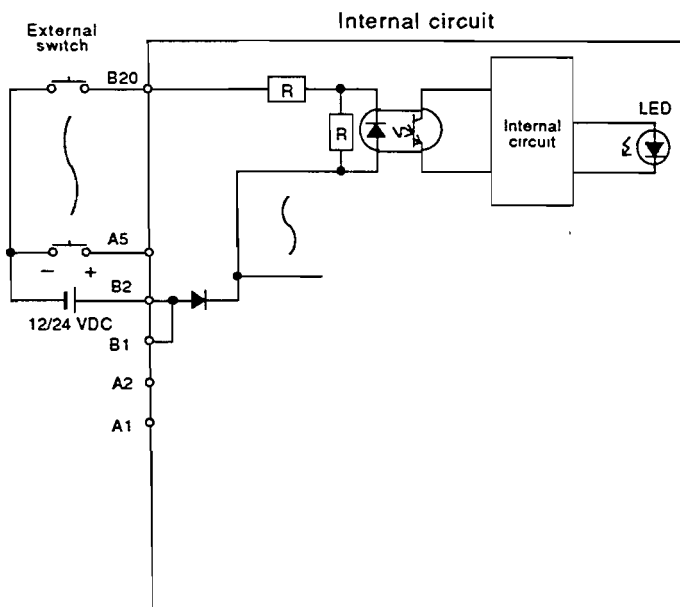 Internal circuit
External
switch
B20
R
R
Internal
circuit
LED
A5
− +
B2
12/24 VDC
B1
A2
A1